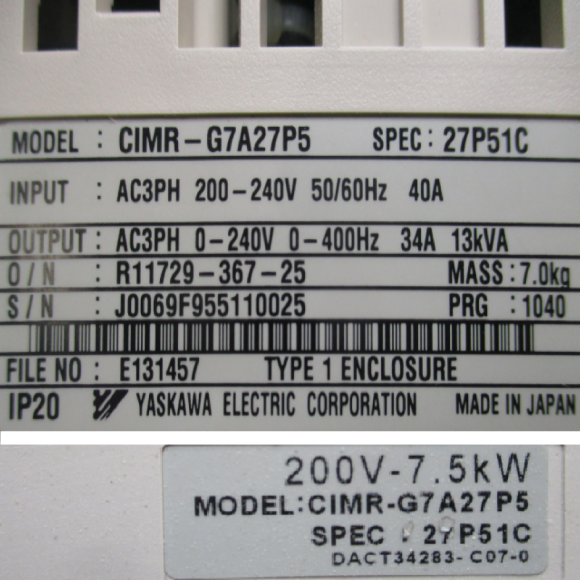 MODEL : CIMR-G7A27P5 SPEC: 27P51C
INPUT : AC3PH 200-240V 50/60Hz 40A
OUTPUT : AC3PH 0-240V 0-400Hz 34A 13kVA
O/N : R11729-367-25 MASS: 7.0kg
S/N : J0069F955110025 PRG : 1040
FILE NO : E131457 TYPE 1 ENCLOSURE
IP20 YASKAWA ELECTRIC CORPORATION MADE IN JAPAN
200V-7.5kW
MODEL:CIMR-G7A27P5
SPEC : 27P51C
DACT34283-C07-0